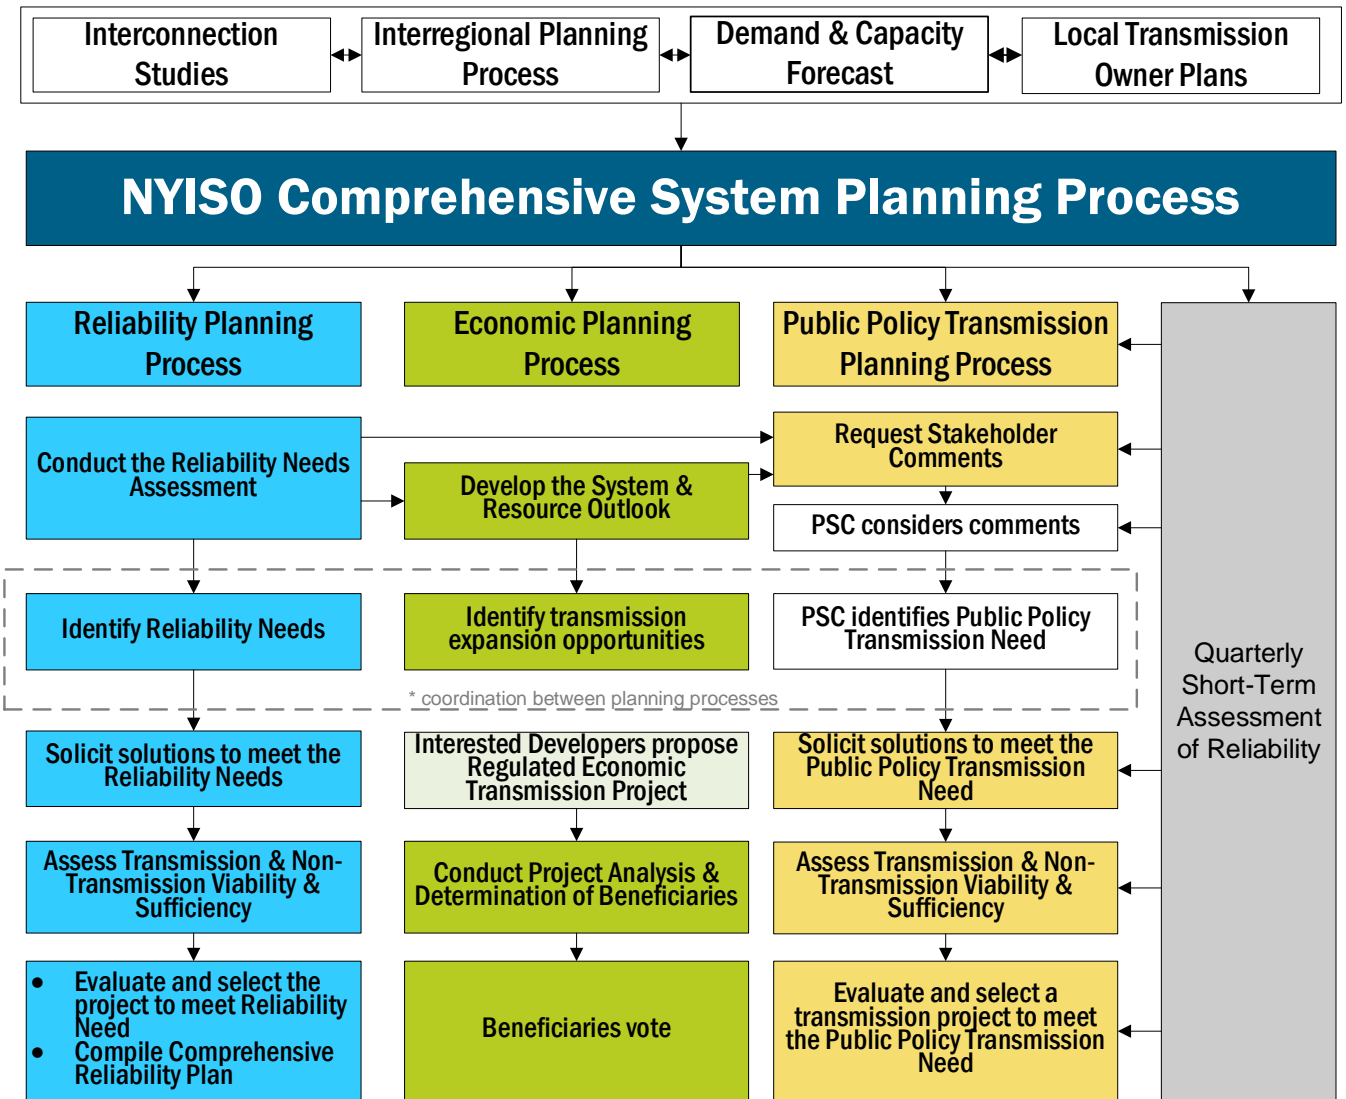 Interconnection
Studies
Interregional Planning
Process
Demand & Capacity
Forecast
Local Transmission
Owner Plans
NYISO Comprehensive System Planning Process
Reliability Planning
Process
Economic Planning
Process
Public Policy Transmission
Planning Process
Conduct the Reliability Needs
Assessment
Develop the System &
Resource Outlook
Request Stakeholder
Comments
PSC considers comments
Identify Reliability Needs
Identify transmission
expansion opportunities
PSC identifies Public Policy
Transmission Need
* coordination between planning processes
Quarterly
Short-Term
Assessment
of Reliability
Solicit solutions to meet the
Reliability Needs
Interested Developers propose
Regulated Economic
Transmission Project
Solicit solutions to meet the
Public Policy Transmission
Need
Assess Transmission & Non-
Transmission Viability &
Sufficiency
Conduct Project Analysis &
Determination of Beneficiaries
Assess Transmission & Non-
Transmission Viability &
Sufficiency
• Evaluate and select the
project to meet Reliability
Need
• Compile Comprehensive
Reliability Plan
Beneficiaries vote
Evaluate and select a
transmission project to meet
the Public Policy Transmission
Need